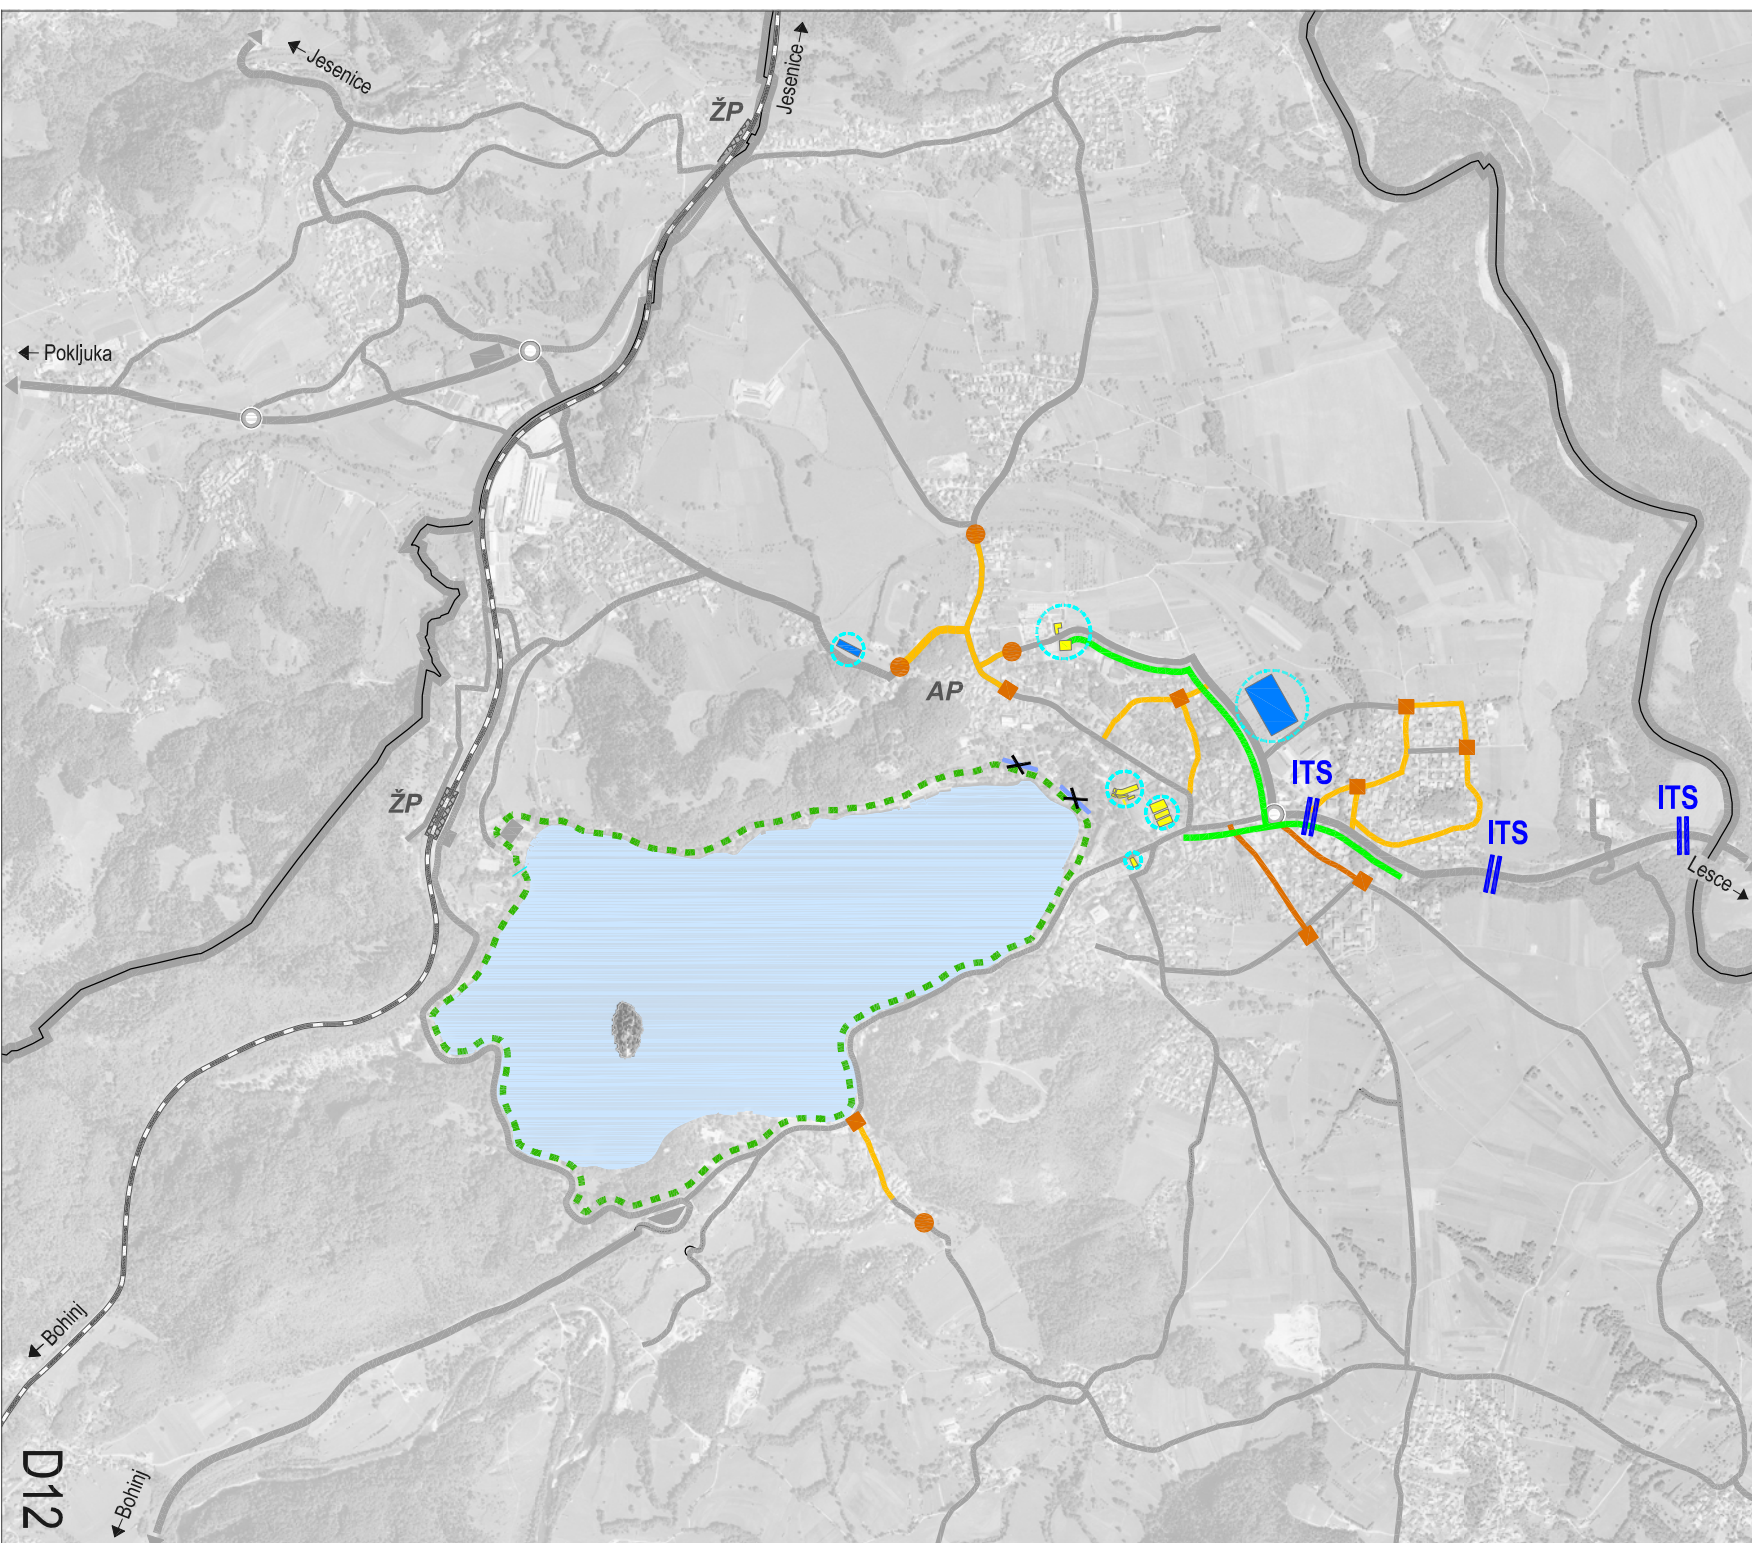 Jesenice
Jesenice
ŽP
Pokljuka
AP
ITS
ITS
ITS
ŽP
Lesce
Bohinj
Bohinj
D12